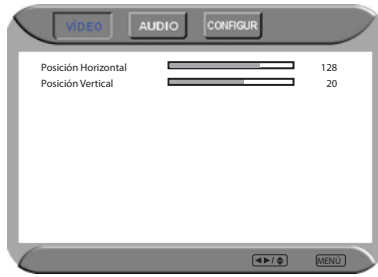 VÍDEO AUDIO CONFIGUR
Posición Horizontal 128
Posición Vertical 20
MENÚ